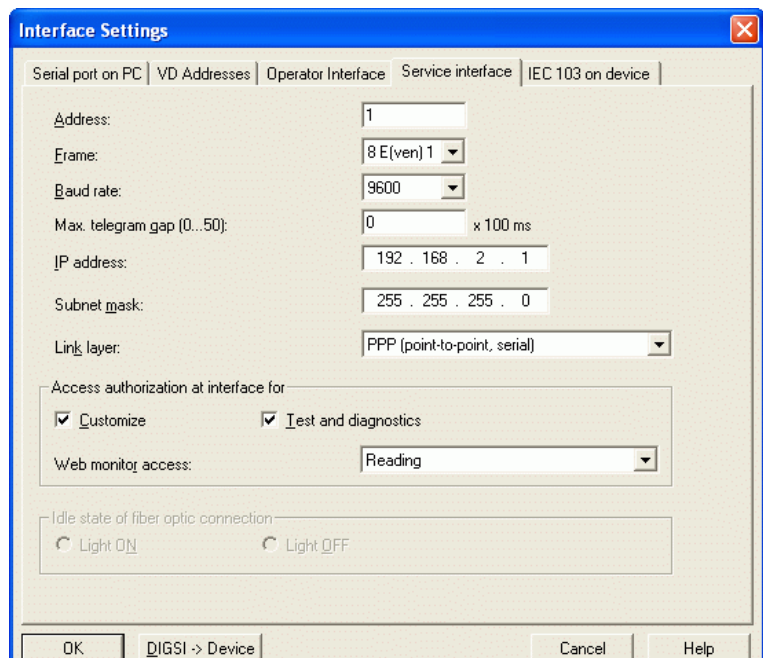 Interface Settings
Serial port on PC VD Addresses Operator Interface Service interface IEC 103 on device
Address: 1
Frame: 8 E(ven) 1
Baud rate: 9600
Max. telegram gap (0...50): 0 x 100 ms
IP address: 192 . 168 . 2 . 1
Subnet mask: 255 . 255 . 255 . 0
Link layer: PPP (point-to-point, serial)
Access authorization at interface for
Customize Test and diagnostics
Web monitor access: Reading
Idle state of fiber optic connection
Light ON Light OFF
OK DIGSI -> Device Cancel Help